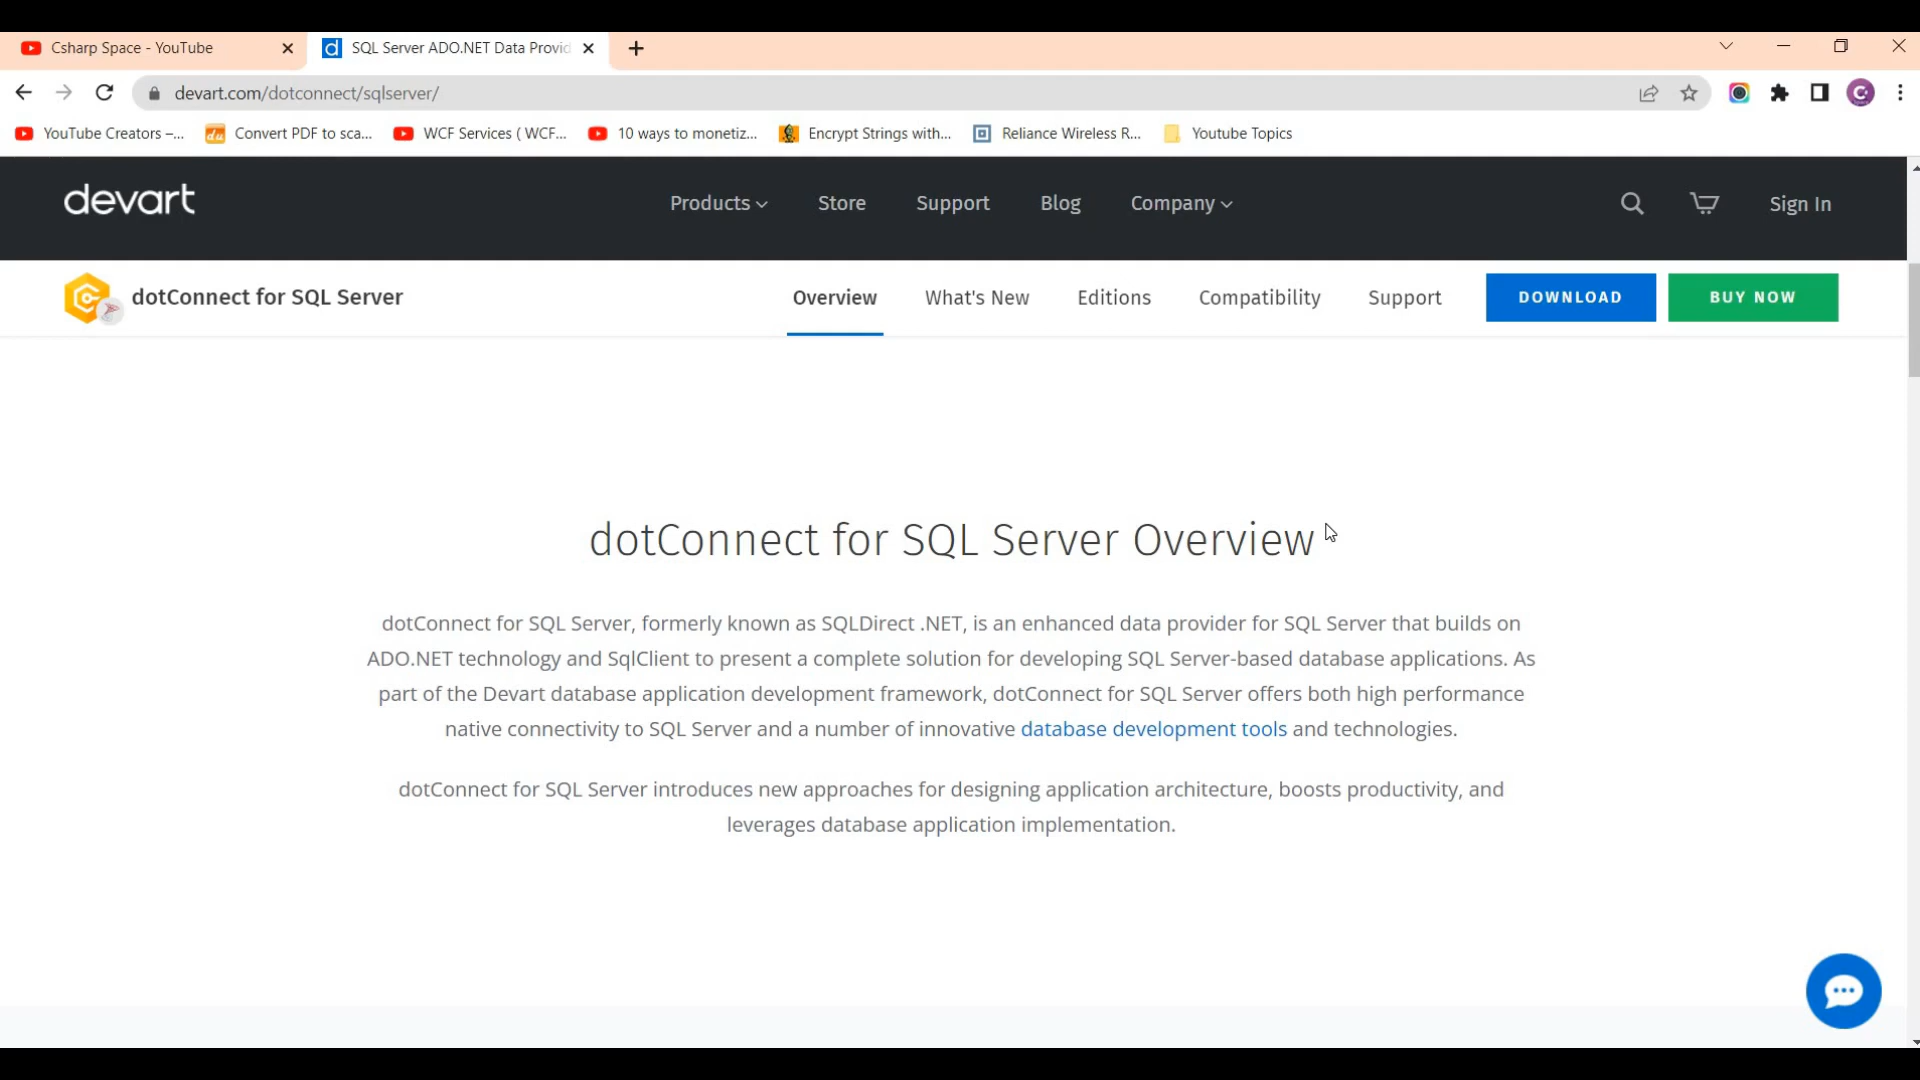 Csharp Space - YouTube
SQL Server ADO.NET Data Provid
devart.com/dotconnect/sqlserver/
YouTube Creators –...
Convert PDF to sca...
WCF Services ( WCF...
10 ways to monetiz...
Encrypt Strings with...
Reliance Wireless R...
Youtube Topics
devart
Products
Store
Support
Blog
Company
Sign In
dotConnect for SQL Server
Overview
What's New
Editions
Compatibility
Support
DOWNLOAD
BUY NOW
dotConnect for SQL Server Overview
dotConnect for SQL Server, formerly known as SQLDirect .NET, is an enhanced data provider for SQL Server that builds on
ADO.NET technology and SqlClient to present a complete solution for developing SQL Server-based database applications. As
part of the Devart database application development framework, dotConnect for SQL Server offers both high performance
native connectivity to SQL Server and a number of innovative database development tools and technologies.
dotConnect for SQL Server introduces new approaches for designing application architecture, boosts productivity, and
leverages database application implementation.